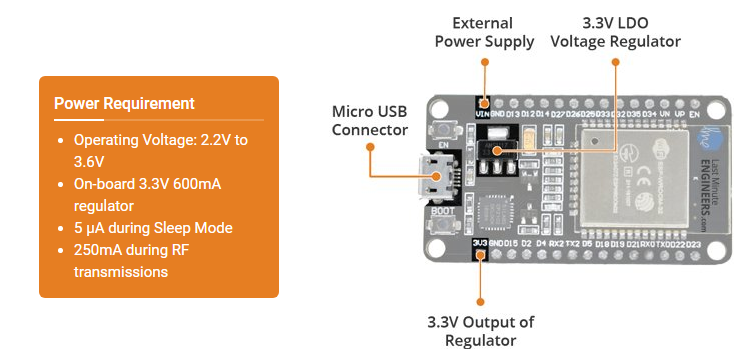 External
Power Supply
3.3V LDO
Voltage Regulator
Power Requirement
• Operating Voltage: 2.2V to
3.6V
• On-board 3.3V 600mA
regulator
• 5 µA during Sleep Mode
• 250mA during RF
transmissions
Micro USB
Connector
VIN GND D13 D12 D14 D27 D26 D25 D33 D32 D35 D34 VN VP EN
EN
BOOT
Last Minute
ENGINEERS.com
3V3 GND D15 D2 D4 RX2 TX2 D5 D18 D19 D21 RX0 TX0 D22 D23
3.3V Output of
Regulator